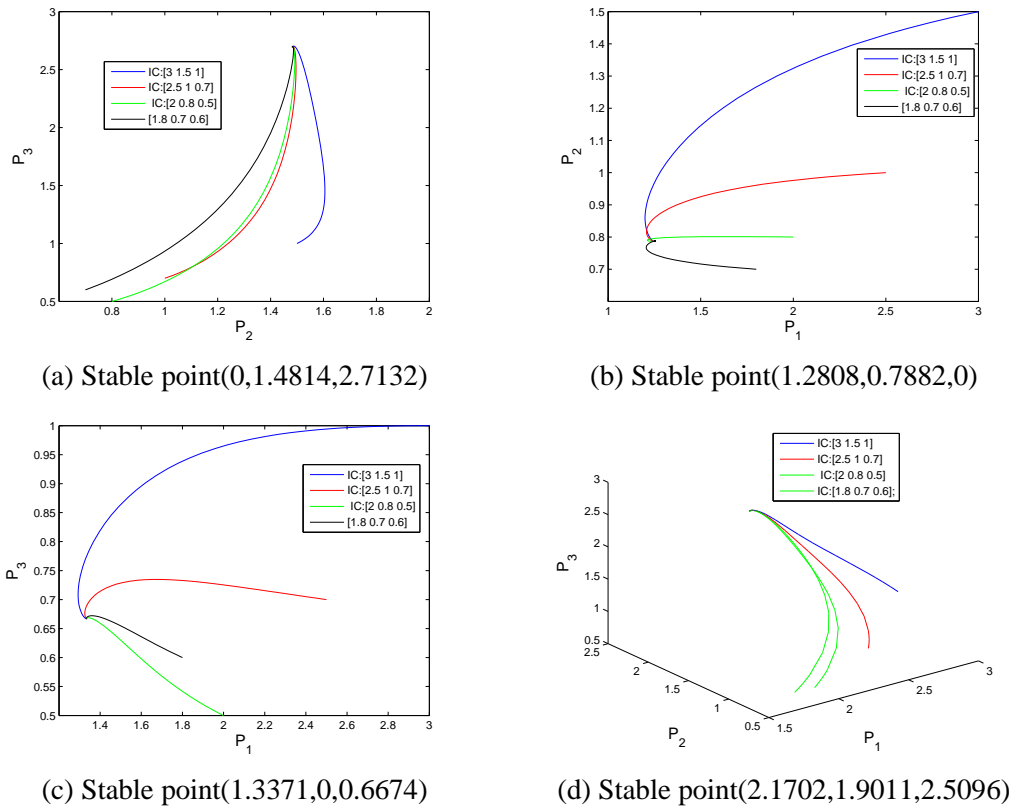 3
2.5
2
1.5
1
0.5
P3
0.8
1
1.2
1.4
1.6
1.8
2
P2
IC:[3 1.5 1]
IC:[2.5 1 0.7]
IC:[2 0.8 0.5]
[1.8 0.7 0.6]
(a) Stable point(0,1.4814,2.7132)
1.5
1.4
1.3
1.2
1.1
1
0.9
0.8
0.7
P2
1
1.5
2
2.5
3
P1
IC:[3 1.5 1]
IC:[2.5 1 0.7]
IC:[2 0.8 0.5]
[1.8 0.7 0.6]
(b) Stable point(1.2808,0.7882,0)
1
0.95
0.9
0.85
0.8
0.75
0.7
0.65
0.6
0.55
0.5
P3
1.4
1.6
1.8
2
2.2
2.4
2.6
2.8
3
P1
IC:[3 1.5 1]
IC:[2.5 1 0.7]
IC:[2 0.8 0.5]
[1.8 0.7 0.6]
(c) Stable point(1.3371,0,0.6674)
3
2.5
2
1.5
1
0.5
P3
2.5
2
1.5
1
0.5
P2
1.5
2
2.5
3
P1
IC:[3 1.5 1]
IC:[2.5 1 0.7]
IC:[2 0.8 0.5]
IC:[1.8 0.7 0.6];
(d) Stable point(2.1702,1.9011,2.5096)